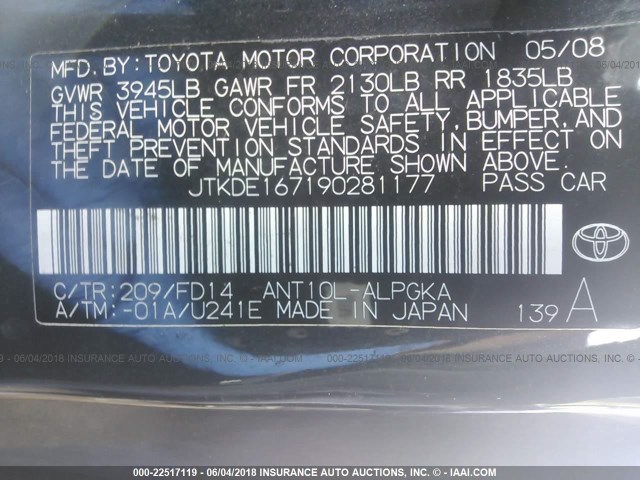 MFD. BY: TOYOTA MOTOR CORPORATION 05/08
GVWR 3945LB GAWR FR 2130LB RR 1835LB
THIS VEHICLE CONFORMS TO ALL APPLICABLE
FEDERAL MOTOR VEHICLE SAFETY, BUMPER, AND
THEFT PREVENTION STANDARDS IN EFFECT ON
THE DATE OF MANUFACTURE SHOWN ABOVE.
JTKDE167190281177 PASS CAR
C/TR: 209/FD14 ANT10L-ALPGKA
A/TM: -01A/U241E MADE IN JAPAN 139 A
000-22517119 - 06/04/2018 - INSURANCE AUTO AUCTIONS, INC. - © - IAAI.COM